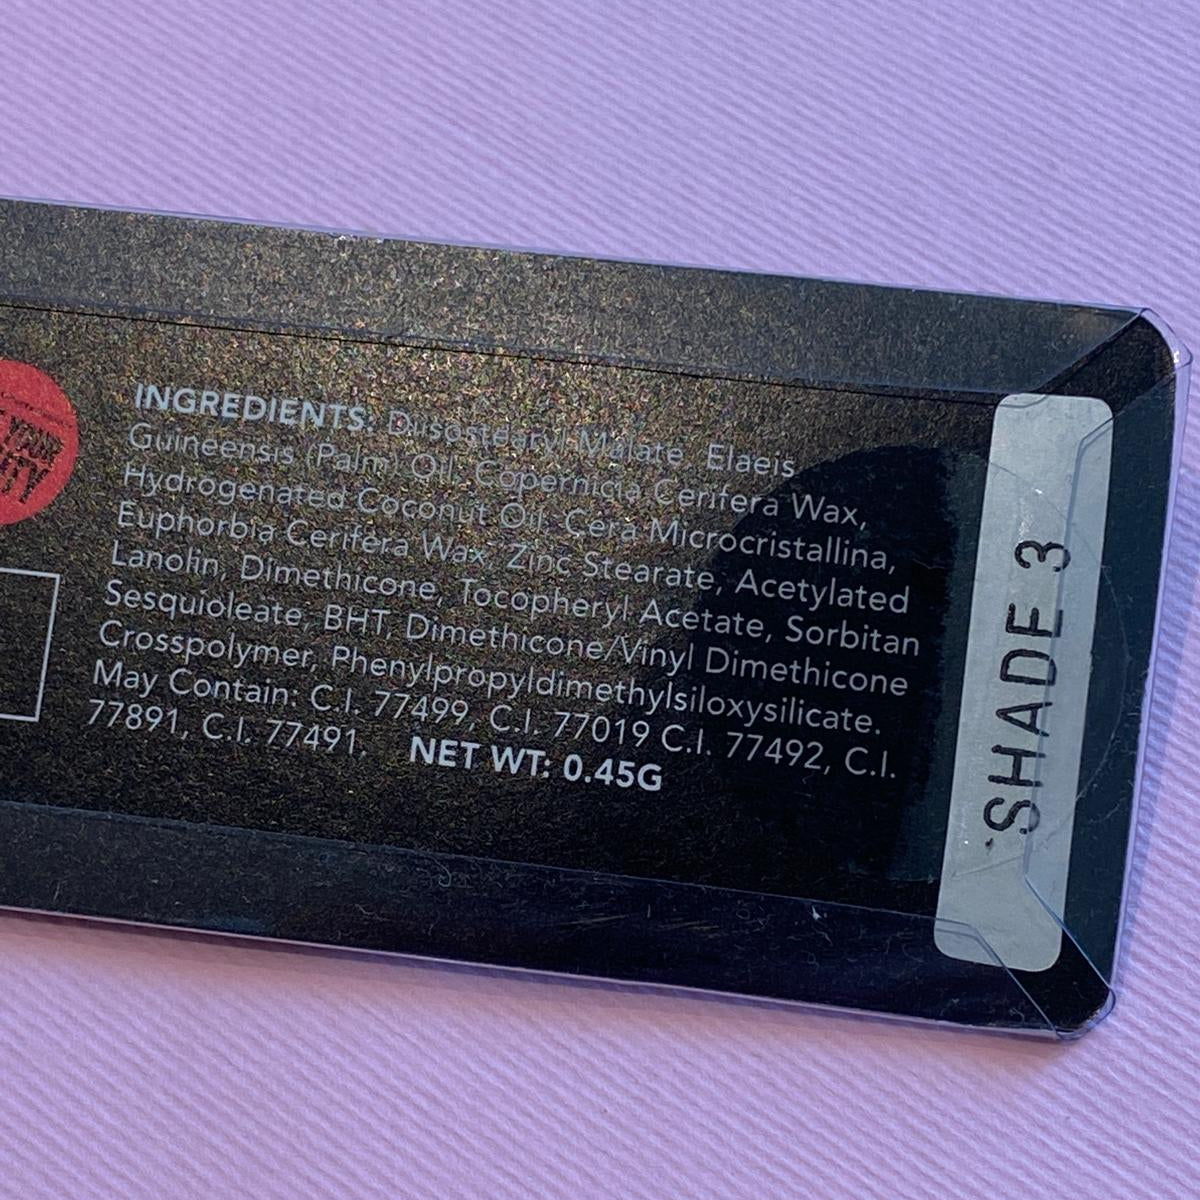 INGREDIENTS: Diisostearyl Malate, Elaeis
Guineensis (Palm) Oil, Copernicia Cerifera Wax,
Hydrogenated Coconut Oil, Cera Microcristallina,
Euphorbia Cerifera Wax, Zinc Stearate, Acetylated
Lanolin, Dimethicone, Tocopheryl Acetate, Sorbitan
Sesquioleate, BHT, Dimethicone/Vinyl Dimethicone
Crosspolymer, Phenylpropyldimethylsiloxysilicate.
May Contain: C.I. 77499, C.I. 77019 C.I. 77492, C.I.
77891, C.I. 77491. NET WT: 0.45G
SHADE 3
YOUR